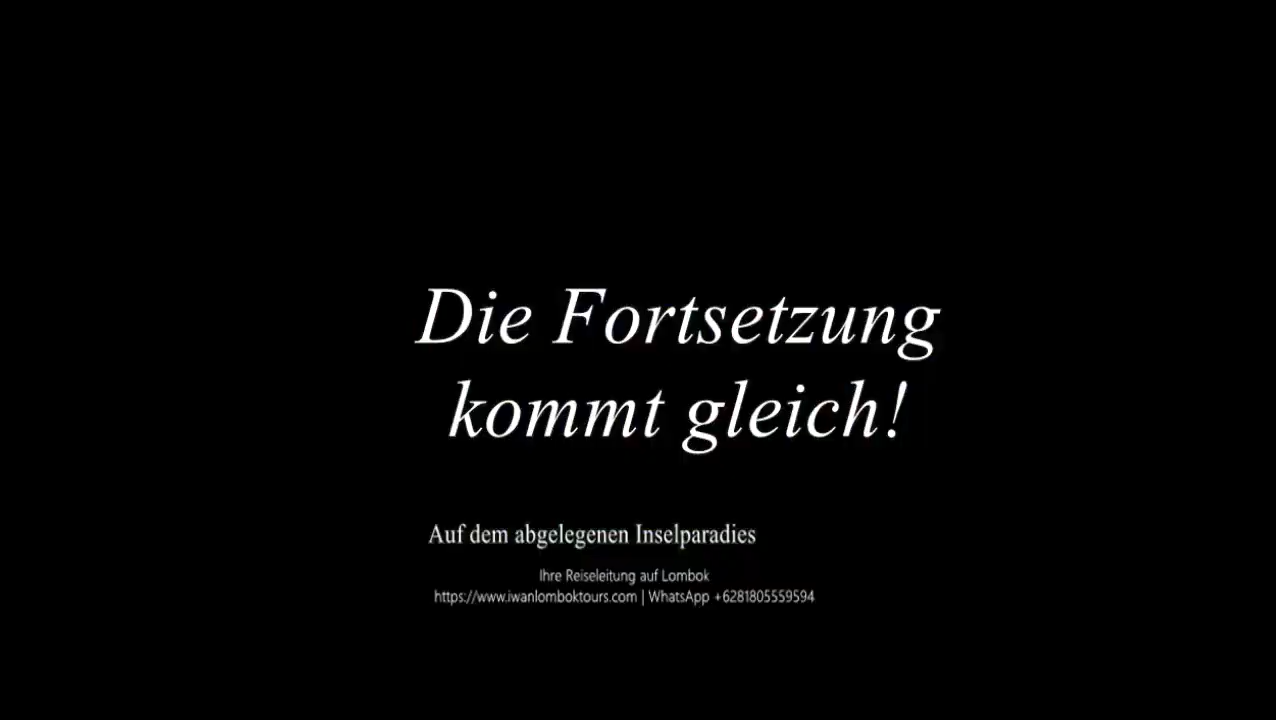 Die Fortsetzung
kommt gleich!
Auf dem abgelegenen Inselparadies
Ihre Reiseleitung auf Lombok
https://www.iwanlomboktours.com | WhatsApp +6281805559594